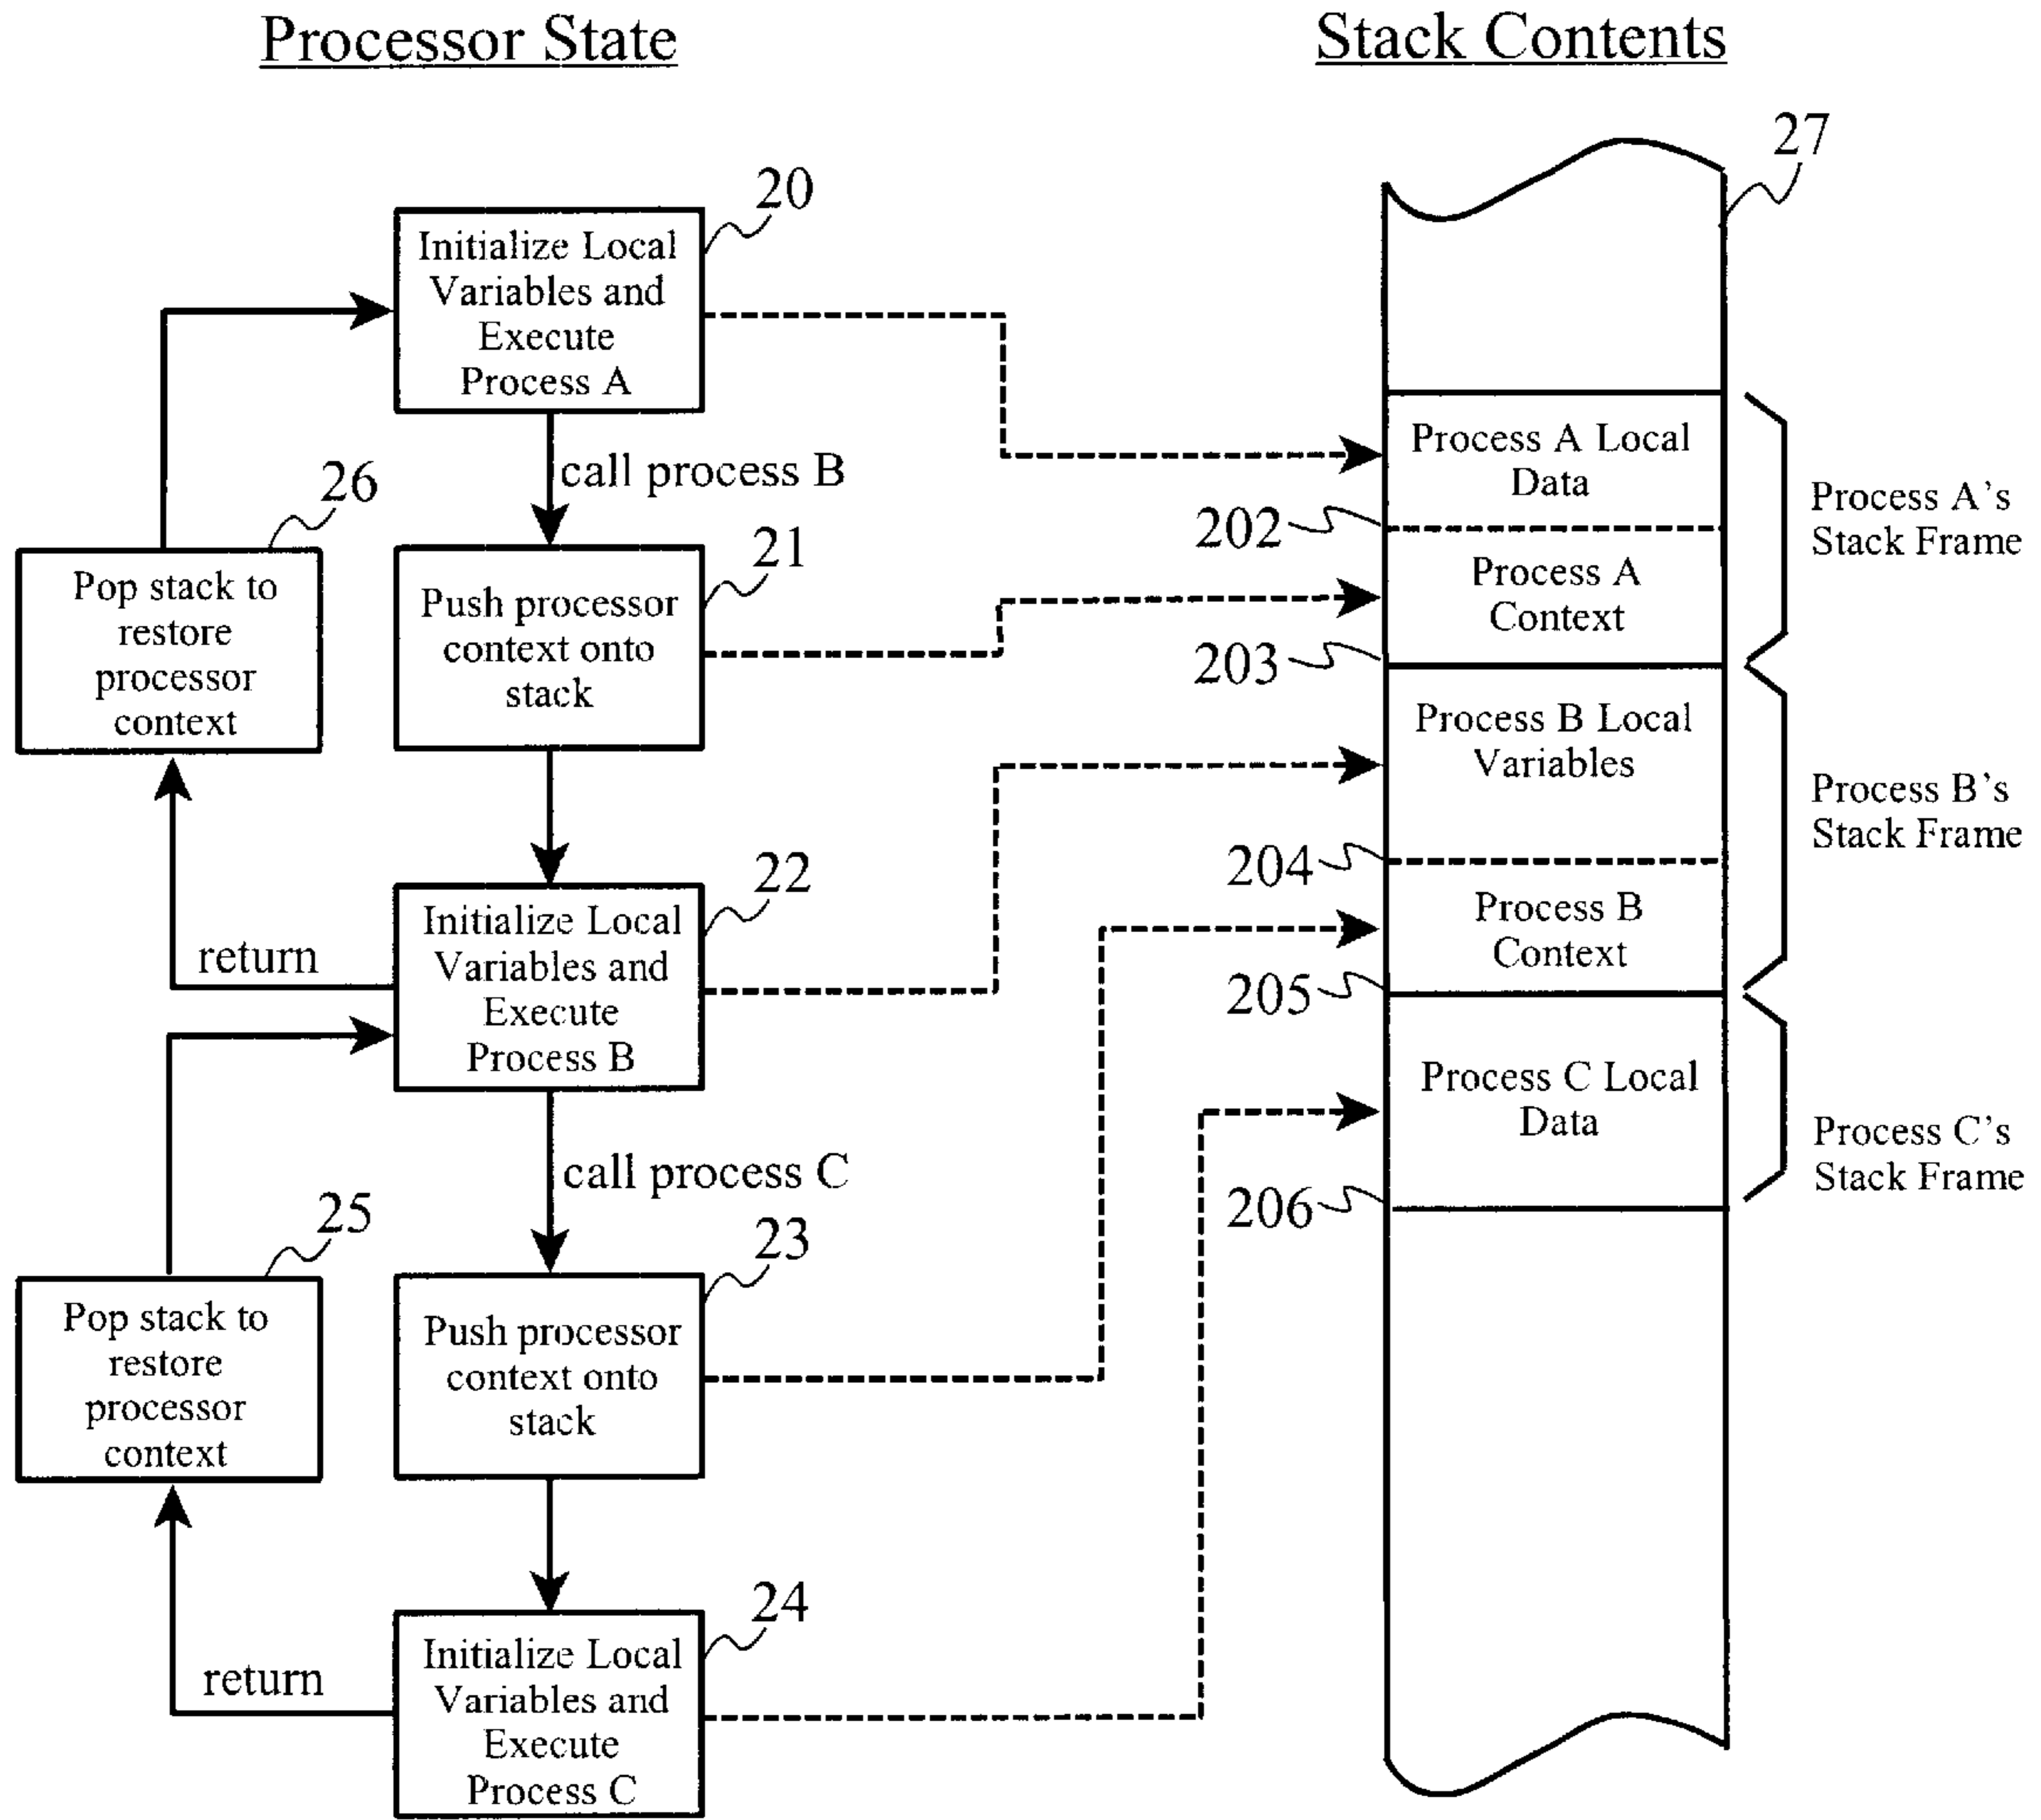 Processor State
Stack Contents
27
20
Initialize Local
Variables and
Execute
Process A
call process B
26
Pop stack to
restore
processor
context
21
Push processor
context onto
stack
22
Initialize Local
Variables and
Execute
Process B
return
call process C
25
Pop stack to
restore
processor
context
23
Push processor
context onto
stack
24
Initialize Local
Variables and
Execute
Process C
return
Process A Local
Data
202
Process A
Context
203
Process B Local
Variables
204
Process B
Context
205
Process C Local
Data
206
Process A's
Stack Frame
Process B's
Stack Frame
Process C's
Stack Frame